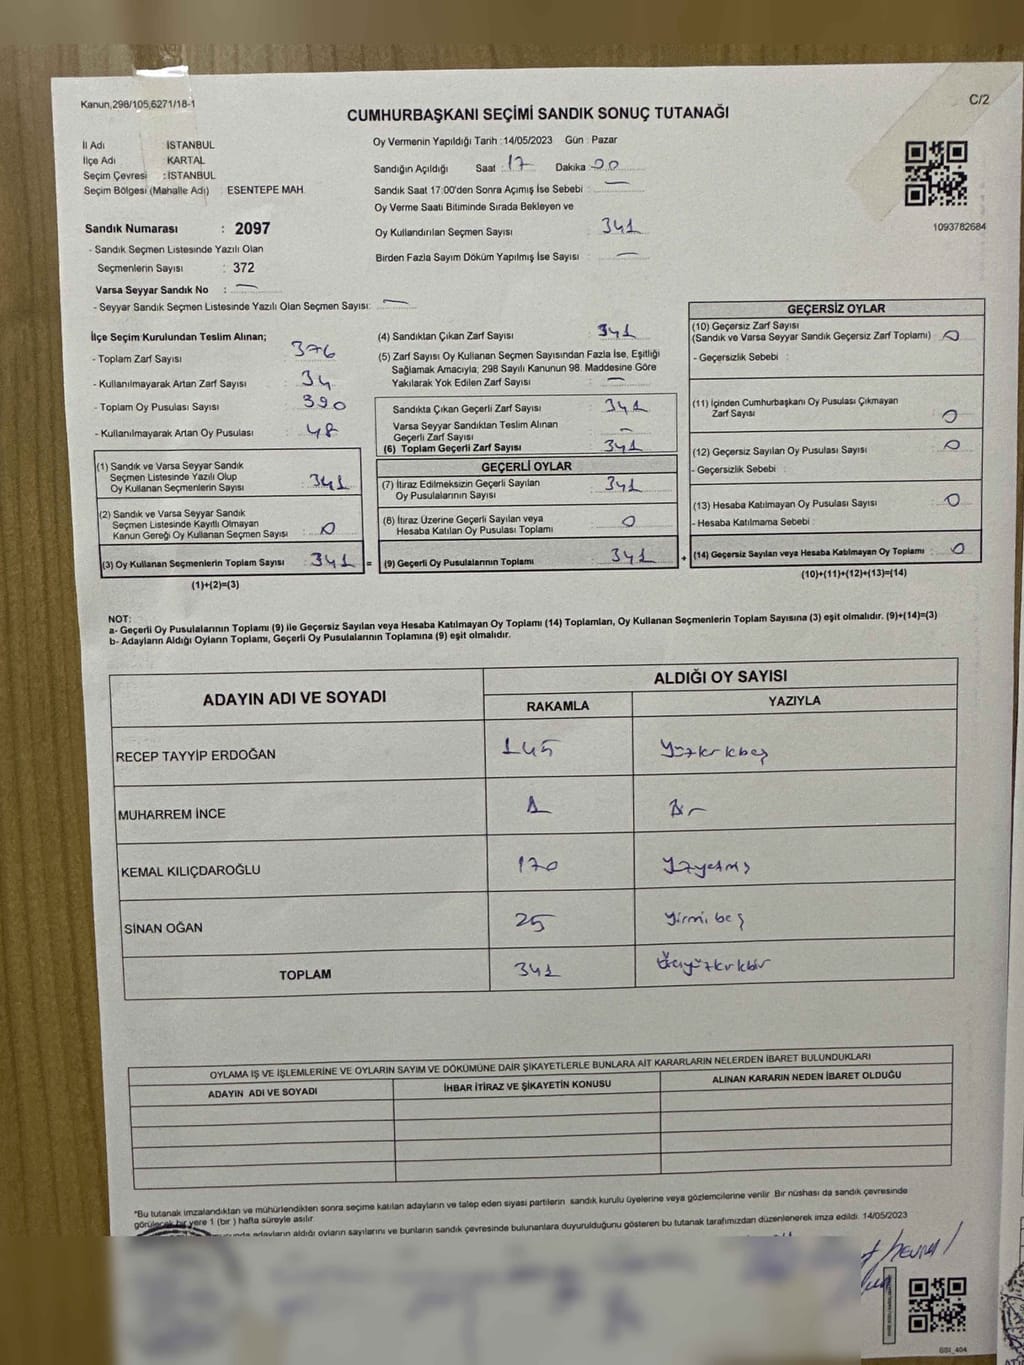 Kanun,298/105,6271/18-1
C/2
CUMHURBAŞKANI SEÇİMİ SANDIK SONUÇ TUTANAĞI
İl Adı : İSTANBUL
İlçe Adı : KARTAL
Seçim Çevresi : İSTANBUL
Seçim Bölgesi (Mahalle Adı) ESENTEPE MAH.
Sandık Numarası : 2097
- Sandık Seçmen Listesinde Yazılı Olan
Seçmenlerin Sayısı : 372
Varsa Seyyar Sandık No : —
- Seyyar Sandık Seçmen Listesinde Yazılı Olan Seçmen Sayısı: —
Oy Vermenin Yapıldığı Tarih : 14/05/2023 Gün : Pazar
Sandığın Açıldığı Saat : 17 Dakika : 00
Sandık Saat 17:00'den Sonra Açımış İse Sebebi : —
Oy Verme Saati Bitiminde Sırada Bekleyen ve
Oy Kullandırılan Seçmen Sayısı : 341
Birden Fazla Sayım Döküm Yapılmış İse Sayısı : —
1093782684
İlçe Seçim Kurulundan Teslim Alınan;
- Toplam Zarf Sayısı : 376
- Kullanılmayarak Artan Zarf Sayısı : 34
- Toplam Oy Pusulası Sayısı : 390
- Kullanılmayarak Artan Oy Pusulası : 48
(1) Sandık ve Varsa Seyyar Sandık
Seçmen Listesinde Yazılı Olup
Oy Kullanan Seçmenlerin Sayısı : 341
(2) Sandık ve Varsa Seyyar Sandık
Seçmen Listesinde Kayıtlı Olmayan
Kanun Gereği Oy Kullanan Seçmen Sayısı : 0
(3) Oy Kullanan Seçmenlerin Toplam Sayısı : 341 =
(1)+(2)=(3)
(4) Sandıktan Çıkan Zarf Sayısı : 341
(5) Zarf Sayısı Oy Kullanan Seçmen Sayısından Fazla İse, Eşitliği
Sağlamak Amacıyla; 298 Sayılı Kanunun 98. Maddesine Göre
Yakılarak Yok Edilen Zarf Sayısı : —
Sandıkta Çıkan Geçerli Zarf Sayısı : 341
Varsa Seyyar Sandıktan Teslim Alınan
Geçerli Zarf Sayısı : —
(6) Toplam Geçerli Zarf Sayısı : 341
GEÇERLİ OYLAR
(7) İtiraz Edilmeksizin Geçerli Sayılan
Oy Pusulalarının Sayısı : 341
(8) İtiraz Üzerine Geçerli Sayılan veya
Hesaba Katılan Oy Pusulası Toplamı : 0
(9) Geçerli Oy Pusulalarının Toplamı : 341 +
GEÇERSİZ OYLAR
(10) Geçersiz Zarf Sayısı
(Sandık ve Varsa Seyyar Sandık Geçersiz Zarf Toplamı) : 0
- Geçersizlik Sebebi :
(11) İçinden Cumhurbaşkanı Oy Pusulası Çıkmayan
Zarf Sayısı : 0
(12) Geçersiz Sayılan Oy Pusulası Sayısı : 0
- Geçersizlik Sebebi :
(13) Hesaba Katılmayan Oy Pusulası Sayısı : 0
- Hesaba Katılmama Sebebi :
(14) Geçersiz Sayılan veya Hesaba Katılmayan Oy Toplamı : 0
(10)+(11)+(12)+(13)=(14)
NOT:
a- Geçerli Oy Pusulalarının Toplamı (9) ile Geçersiz Sayılan veya Hesaba Katılmayan Oy Toplamı (14) Toplamları, Oy Kullanan Seçmenlerin Toplam Sayısına (3) eşit olmalıdır. (9)+(14)=(3)
b- Adayların Aldığı Oyların Toplamı, Geçerli Oy Pusulalarının Toplamına (9) eşit olmalıdır.
ADAYIN ADI VE SOYADI
ALDIĞI OY SAYISI
RAKAMLA YAZIYLA
RECEP TAYYİP ERDOĞAN 145 Yüzkırkbeş
MUHARREM İNCE 1 Bir
KEMAL KILIÇDAROĞLU 170 Yüzyetmiş
SİNAN OĞAN 25 Yirmi beş
TOPLAM 341 Üçyüzkırkbir
OYLAMA İŞ VE İŞLEMLERİNE VE OYLARIN SAYIM VE DÖKÜMÜNE DAİR ŞİKAYETLERLE BUNLARA AİT KARARLARIN NELERDEN İBARET BULUNDUKLARI
ADAYIN ADI VE SOYADI İHBAR İTİRAZ VE ŞİKAYETİN KONUSU ALINAN KARARIN NEDEN İBARET OLDUĞU
*Bu tutanak imzalandıktan ve mühürlendikten sonra seçime katılan adayların ve talep eden siyasi partilerin sandık kurulu üyelerine veya gözlemcilerine verilir. Bir nüshası da sandık çevresinde
görülecek bir yere 1 (bir ) hafta süreyle asılır.
adayların aldığı oyların sayılarını ve bunların sandık çevresinde bulunanlara duyurulduğunu gösteren bu tutanak tarafımızdan düzenlenerek imza edildi. 14/05/2023
GSI_404